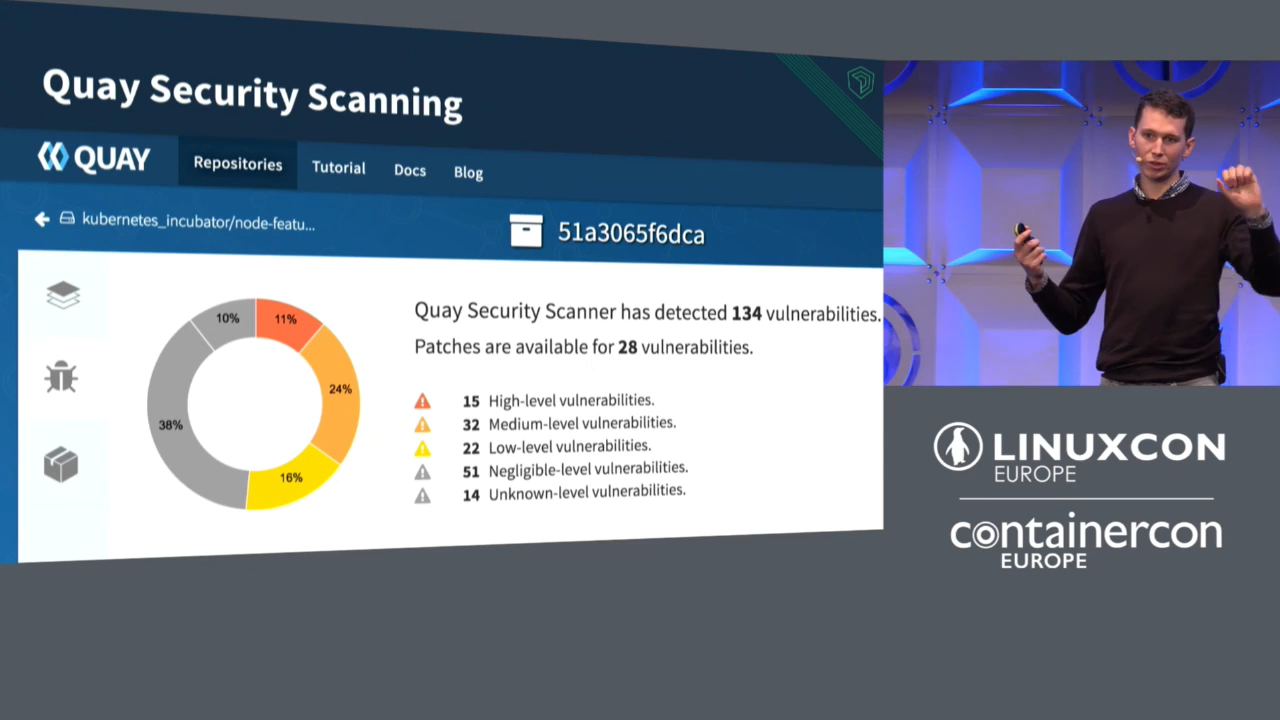 Quay Security Scanning
QUAY
Repositories
Tutorial
Docs
Blog
kubernetes_incubator/node-featu...
51a3065f6dca
10%
11%
24%
38%
16%
Quay Security Scanner has detected 134 vulnerabilities.
Patches are available for 28 vulnerabilities.
15 High-level vulnerabilities.
32 Medium-level vulnerabilities.
22 Low-level vulnerabilities.
51 Negligible-level vulnerabilities.
14 Unknown-level vulnerabilities.
LINUXCON
EUROPE
containercon
EUROPE